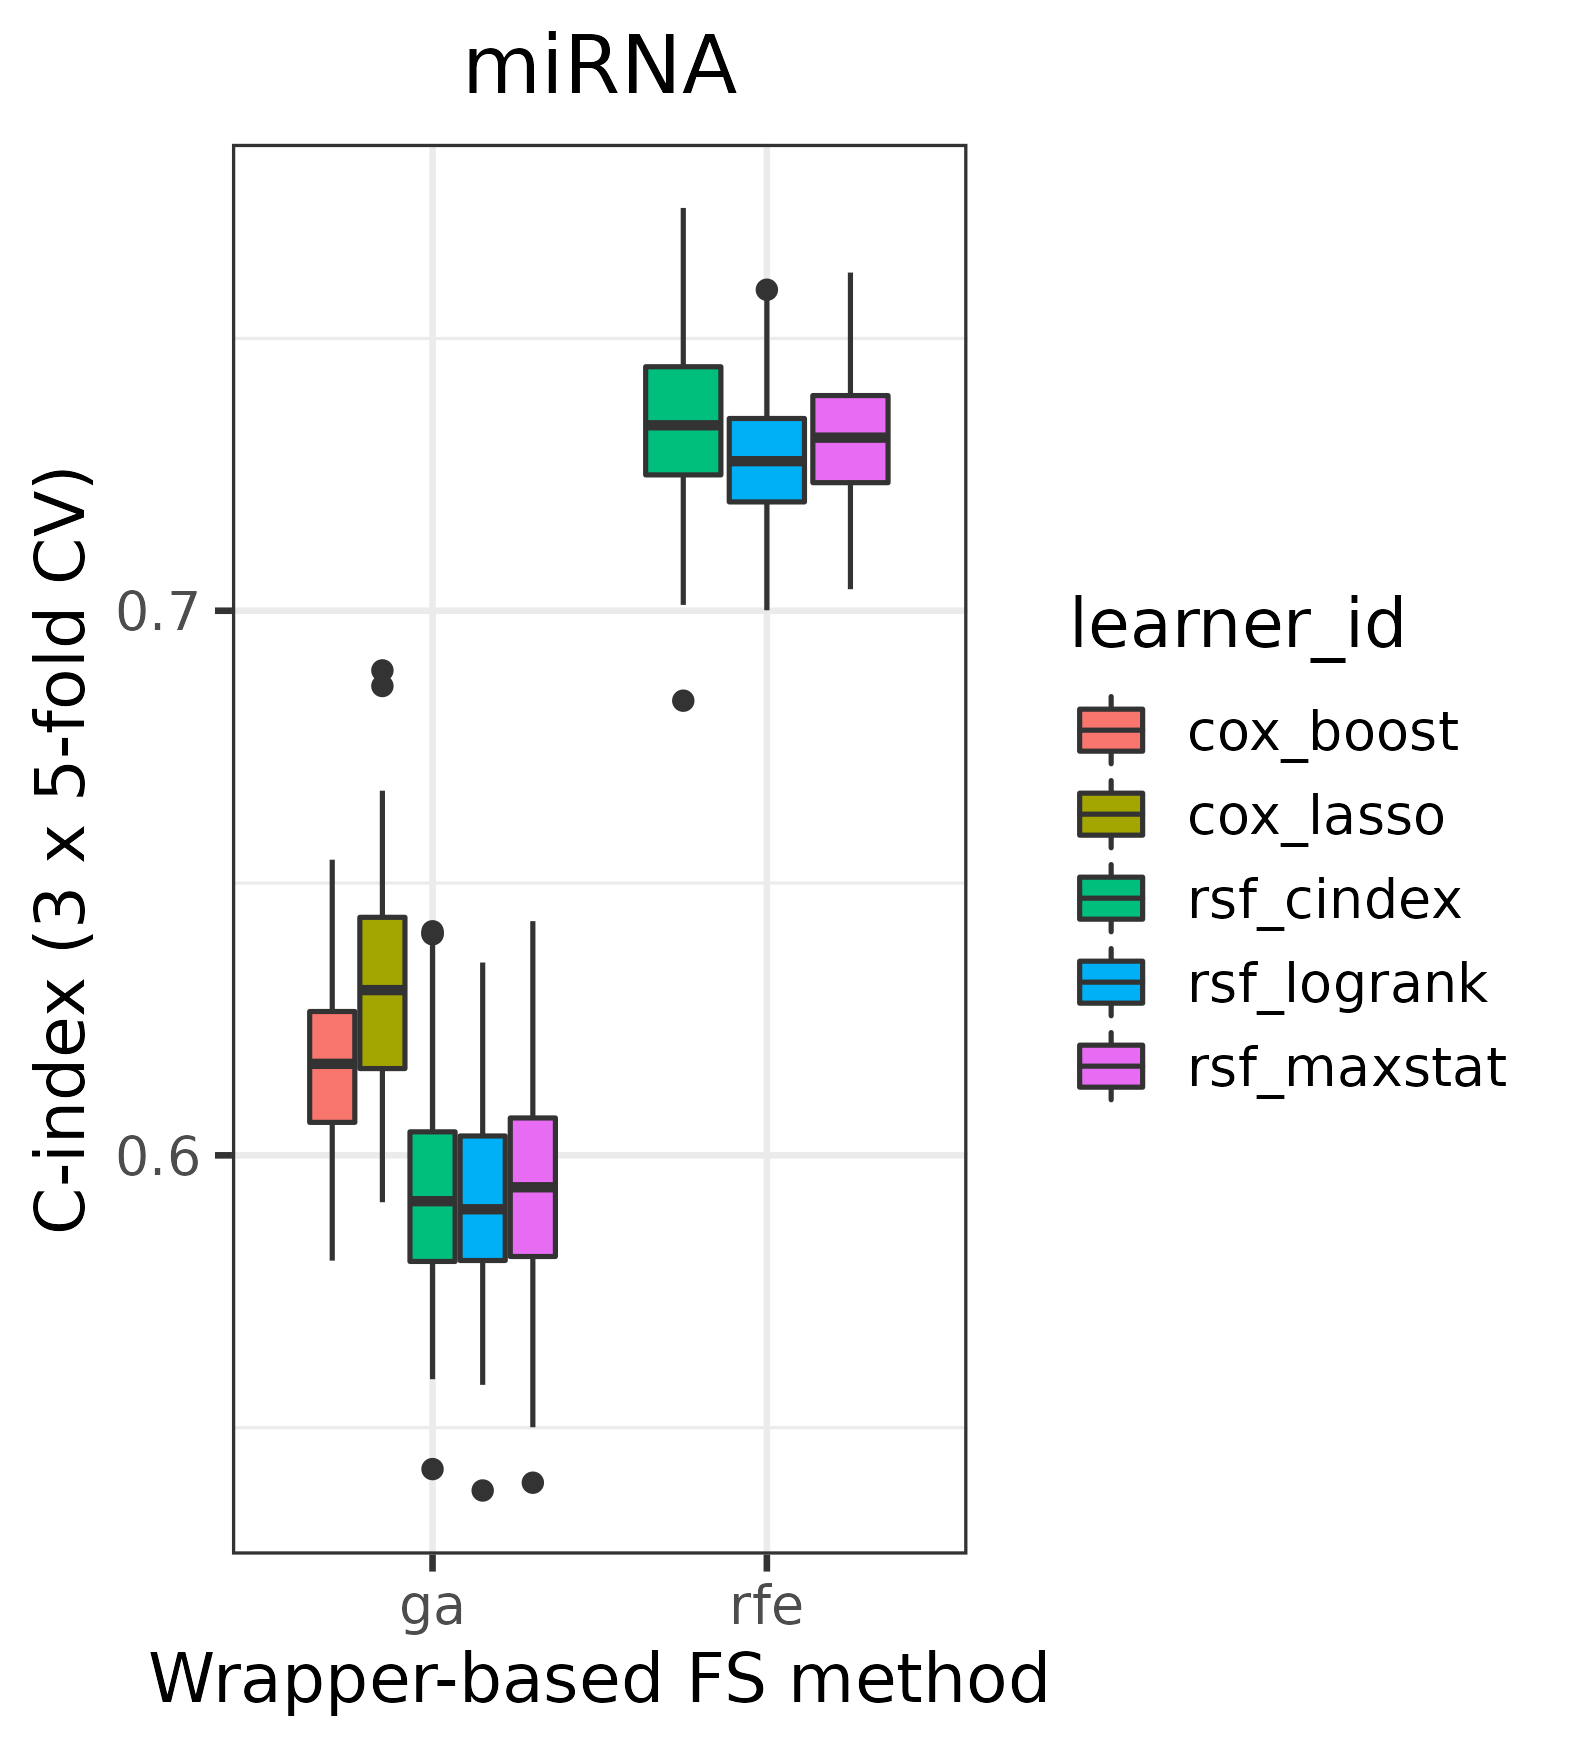 miRNA
C-index (3 x 5-fold CV)
0.7
0.6
ga
rfe
Wrapper-based FS method
learner_id
cox_boost
cox_lasso
rsf_cindex
rsf_logrank
rsf_maxstat